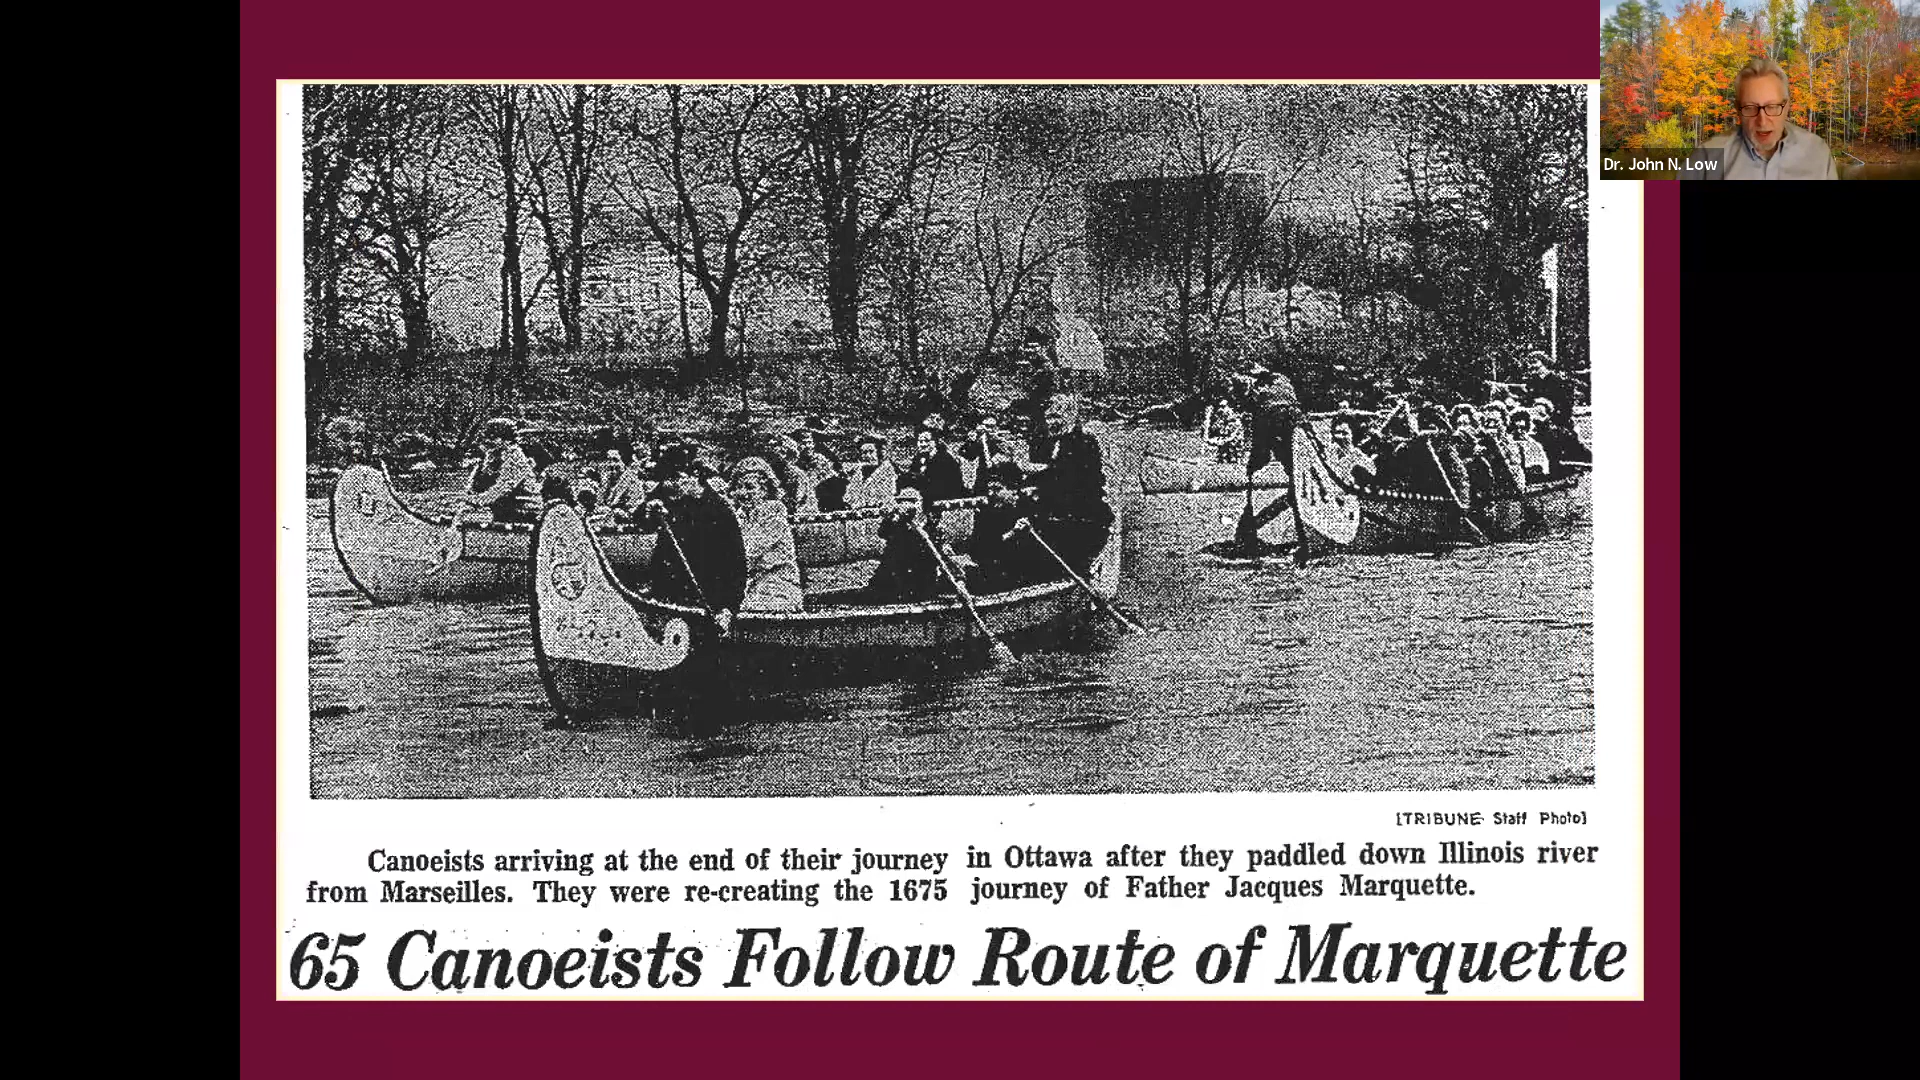 Dr. John N. Low
[TRIBUNE Staff Photo]
Canoeists arriving at the end of their journey in Ottawa after they paddled down Illinois river
from Marseilles. They were re-creating the 1675 journey of Father Jacques Marquette.
65 Canoeists Follow Route of Marquette